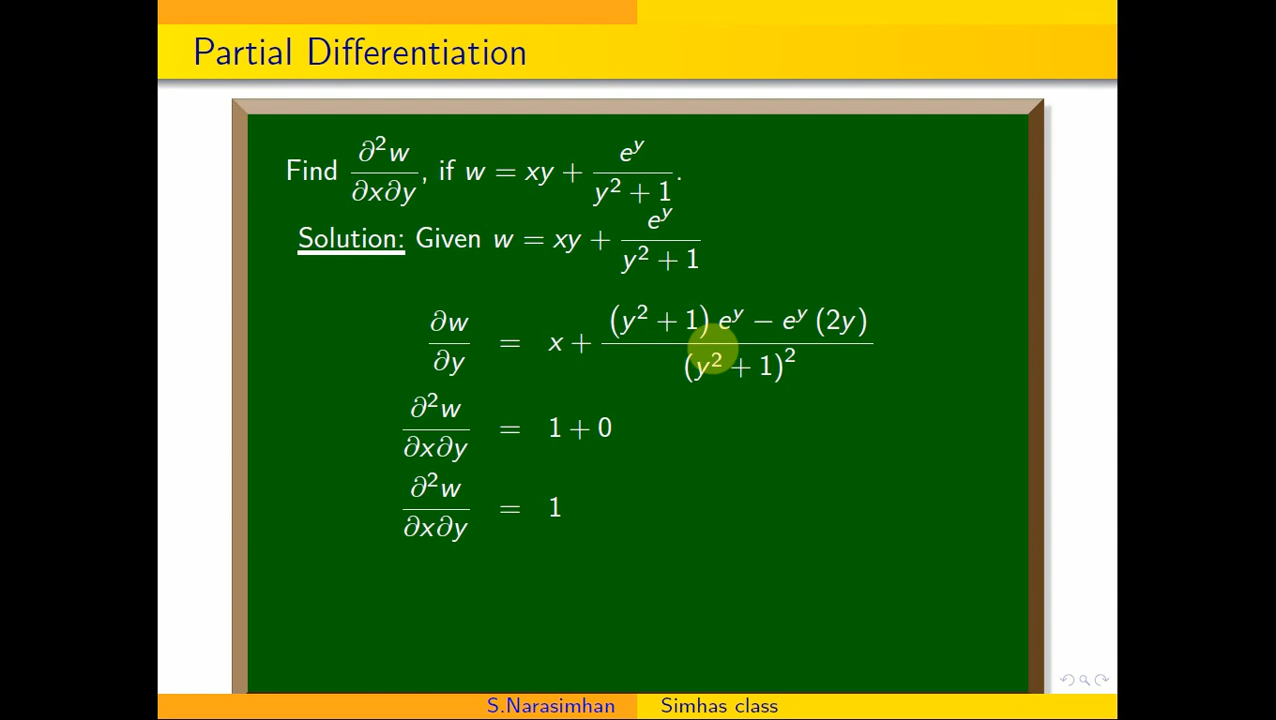 Partial Differentiation
Find ∂²w/∂x∂y, if w = xy + e^y/(y² + 1).
Solution: Given w = xy + e^y/(y² + 1)
∂w/∂y = x + ((y² + 1) e^y − e^y (2y))/(y² + 1)²
∂²w/∂x∂y = 1 + 0
∂²w/∂x∂y = 1
S.Narasimhan Simhas class